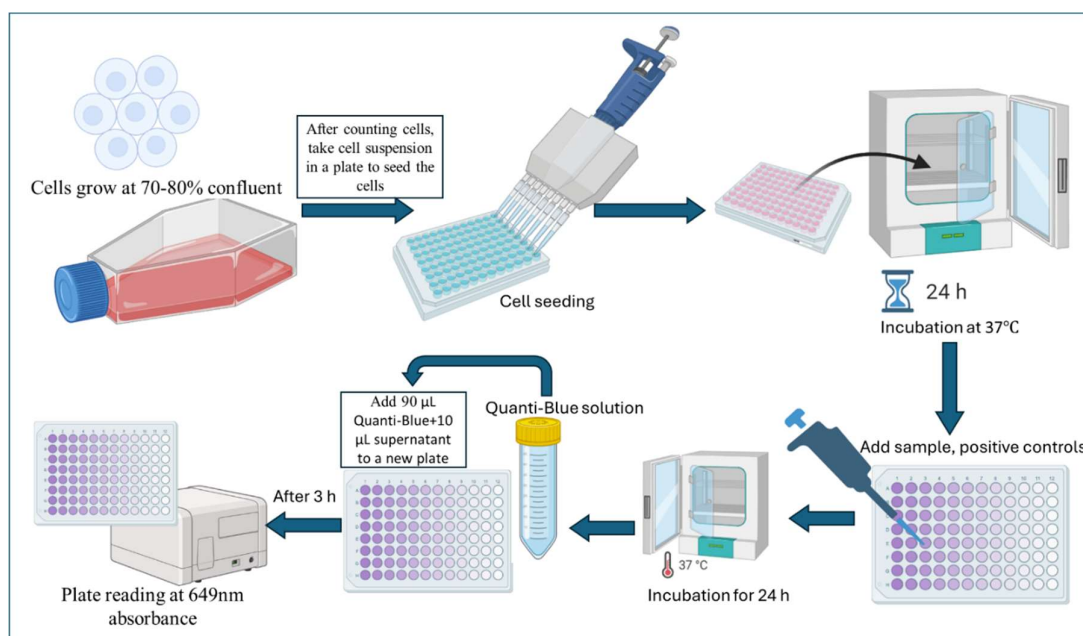 Cells grow at 70-80% confluent
After counting cells,
take cell suspension
in a plate to seed the
cells
Cell seeding
24 h
Incubation at 37℃
Add sample, positive controls
37 °C
Incubation for 24 h
Quanti-Blue solution
Add 90 µL
Quanti-Blue+10
µL supernatant
to a new plate
After 3 h
Plate reading at 649nm
absorbance